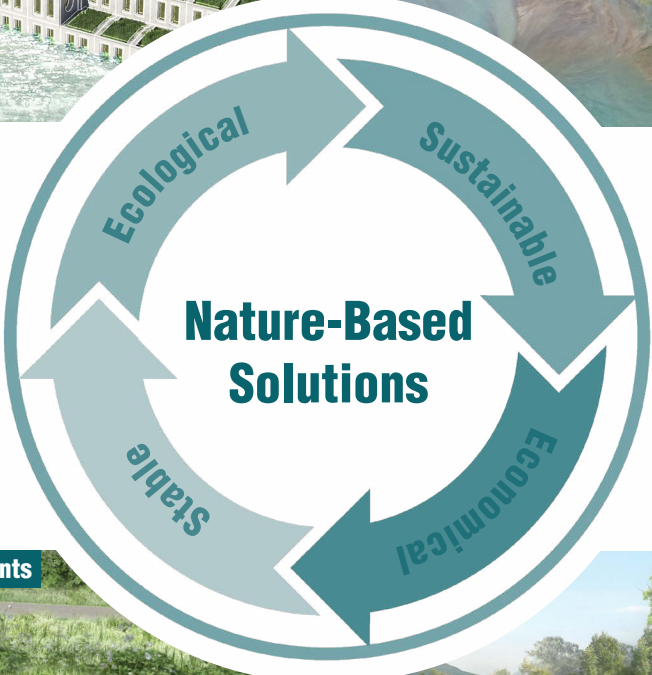 Ecological
Sustainable
Nature-Based
Solutions
Economical
Stable
nts